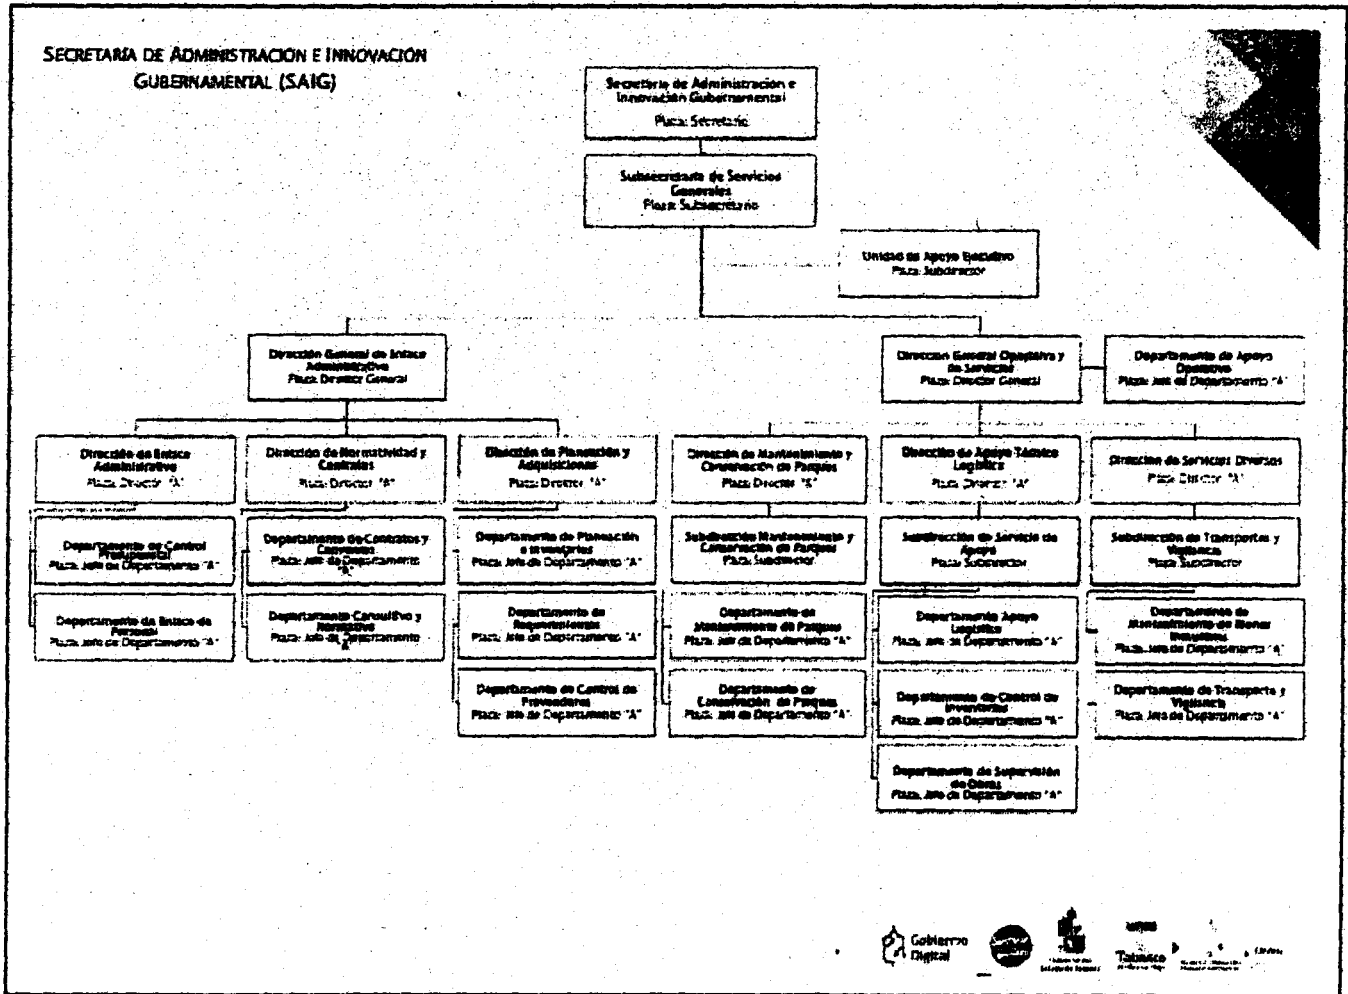 SECRETARÍA DE ADMINISTRACIÓN E INNOVACIÓN
GUBERNAMENTAL (SAIG)
Secretaría de Administración e
Innovación Gubernamental
Plaza: Secretario
Subsecretaría de Servicios
Generales
Plaza: Subsecretario
Unidad de Apoyo Ejecutivo
Plaza: Subdirector
Dirección General de Enlace
Administrativo
Plaza: Director General
Dirección General Operativa y
de Servicios
Plaza: Director General
Departamento de Apoyo
Operativo
Plaza: Jefe de Departamento "A"
Dirección de Enlace
Administrativo
Plaza: Director "A"
Dirección de Normatividad y
Contratos
Plaza: Director "A"
Dirección de Planeación y
Adquisiciones
Plaza: Director "A"
Dirección de Mantenimiento y
Conservación de Parques
Plaza: Director
Dirección de Apoyo Técnico
Logístico
Plaza: Director "A"
Dirección de Servicios Diversos
Plaza: Director "A"
Departamento de Control
Presupuestal
Plaza: Jefe de Departamento "A"
Departamento de Contratos y
Convenios
Plaza: Jefe de Departamento
"A"
Departamento de Planeación
e Inventarios
Plaza: Jefe de Departamento "A"
Subdirección Mantenimiento y
Conservación de Parques
Plaza: Subdirector
Subdirección de Servicio de
Apoyo
Plaza: Subdirector
Subdirección de Transportes y
Vigilancia
Plaza: Subdirector
Departamento de Enlace de
Personal
Plaza: Jefe de Departamento "A"
Departamento Consultivo y
Normativo
Plaza: Jefe de Departamento
"A"
Departamento de
Requerimientos
Plaza: Jefe de Departamento "A"
Departamento de
Mantenimiento de Parques
Plaza: Jefe de Departamento "A"
Departamento Apoyo
Logístico
Plaza: Jefe de Departamento "A"
Departamento de
Mantenimiento de Bienes
Inmuebles
Plaza: Jefe de Departamento "A"
Departamento de Control de
Proveedores
Plaza: Jefe de Departamento "A"
Departamento de
Conservación de Parques
Plaza: Jefe de Departamento "A"
Departamento de Control de
Inventarios
Plaza: Jefe de Departamento "A"
Departamento de Transporte y
Vigilancia
Plaza: Jefe de Departamento "A"
Departamento de Supervisión
de Obras
Plaza: Jefe de Departamento "A"
Gobierno
Digital
Tabasco